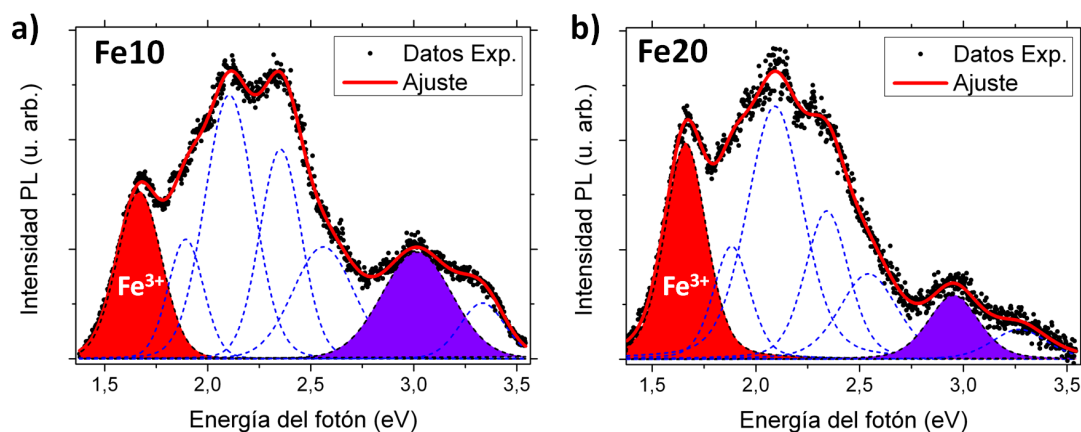 a)
Fe10
Datos Exp.
Ajuste
Fe³⁺
Intensidad PL (u. arb.)
1,5 2,0 2,5 3,0 3,5
Energía del fotón (eV)
b)
Fe20
Datos Exp.
Ajuste
Fe³⁺
Intensidad PL (u. arb.)
1,5 2,0 2,5 3,0 3,5
Energía del fotón (eV)